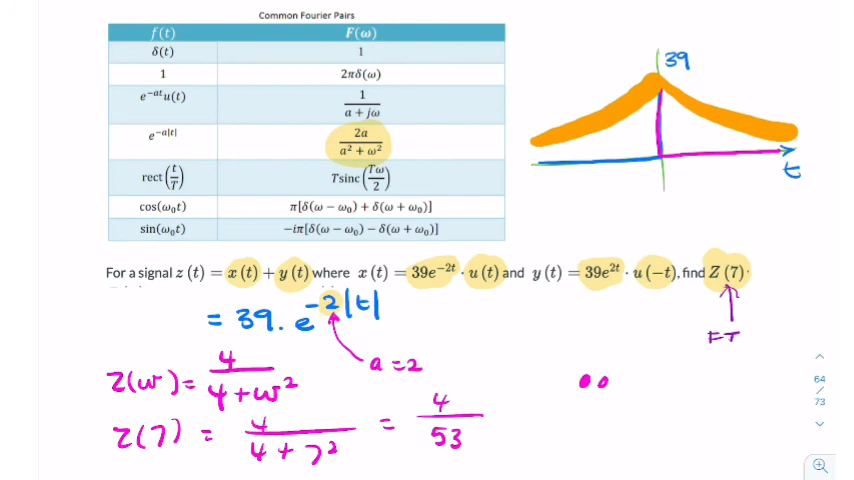 Common Fourier Pairs
f(t) F(ω)
δ(t) 1
1 2πδ(ω)
e^{-at}u(t) 1/(a + jω)
e^{-a|t|} 2a/(a² + ω²)
rect(t/T) Tsinc(Tω/2)
cos(ω₀t) π[δ(ω − ω₀) + δ(ω + ω₀)]
sin(ω₀t) −iπ[δ(ω − ω₀) − δ(ω + ω₀)]
39
t
For a signal z (t) = x (t) + y (t) where x (t) = 39e^{−2t} · u (t) and y (t) = 39e^{2t} · u (−t), find Z (7)·
= 39. e^{-2|t|}
FT
a = 2
Z(w) = 4/(4 + w²)
Z(7) = 4/(4 + 7²) = 4/53
64
/
73